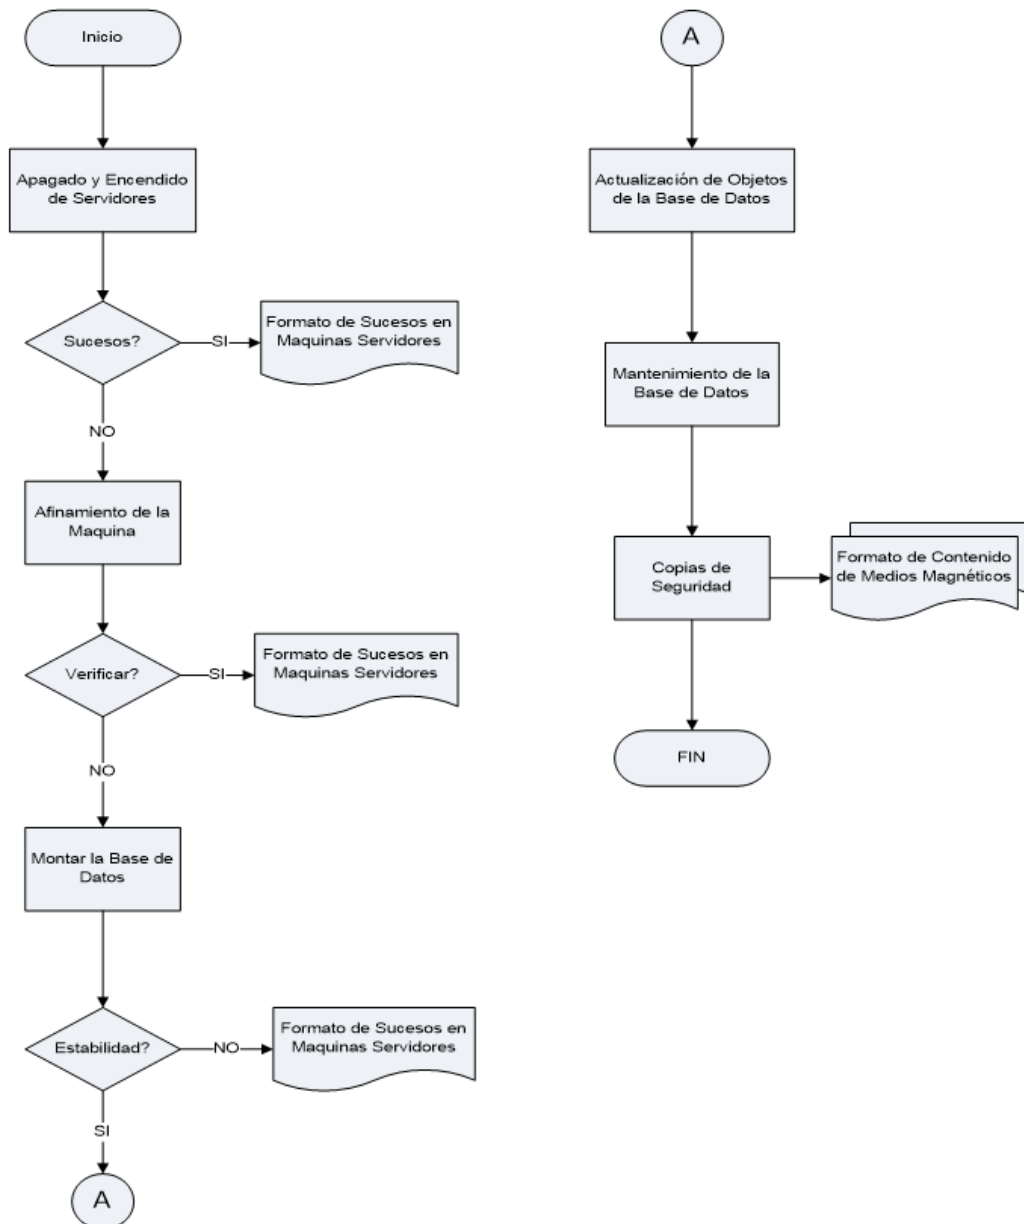 Inicio
Apagado y Encendido
de Servidores
Sucesos?
SI
Formato de Sucesos en
Maquinas Servidores
NO
Afinamiento de la
Maquina
Verificar?
SI
Formato de Sucesos en
Maquinas Servidores
NO
Montar la Base de
Datos
Estabilidad?
NO
Formato de Sucesos en
Maquinas Servidores
SI
A
A
Actualización de Objetos
de la Base de Datos
Mantenimiento de la
Base de Datos
Copias de
Seguridad
Formato de Contenido
de Medios Magnéticos
FIN